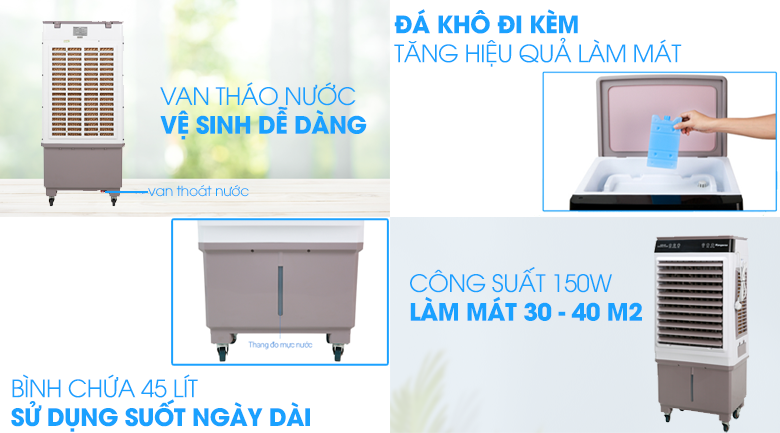 VAN THÁO NƯỚC
VỆ SINH DỄ DÀNG
van thoát nước
ĐÁ KHÔ ĐI KÈM
TĂNG HIỆU QUẢ LÀM MÁT
Thang đo mực nước
BÌNH CHỨA 45 LÍT
SỬ DỤNG SUỐT NGÀY DÀI
CÔNG SUẤT 150W
LÀM MÁT 30 - 40 M2